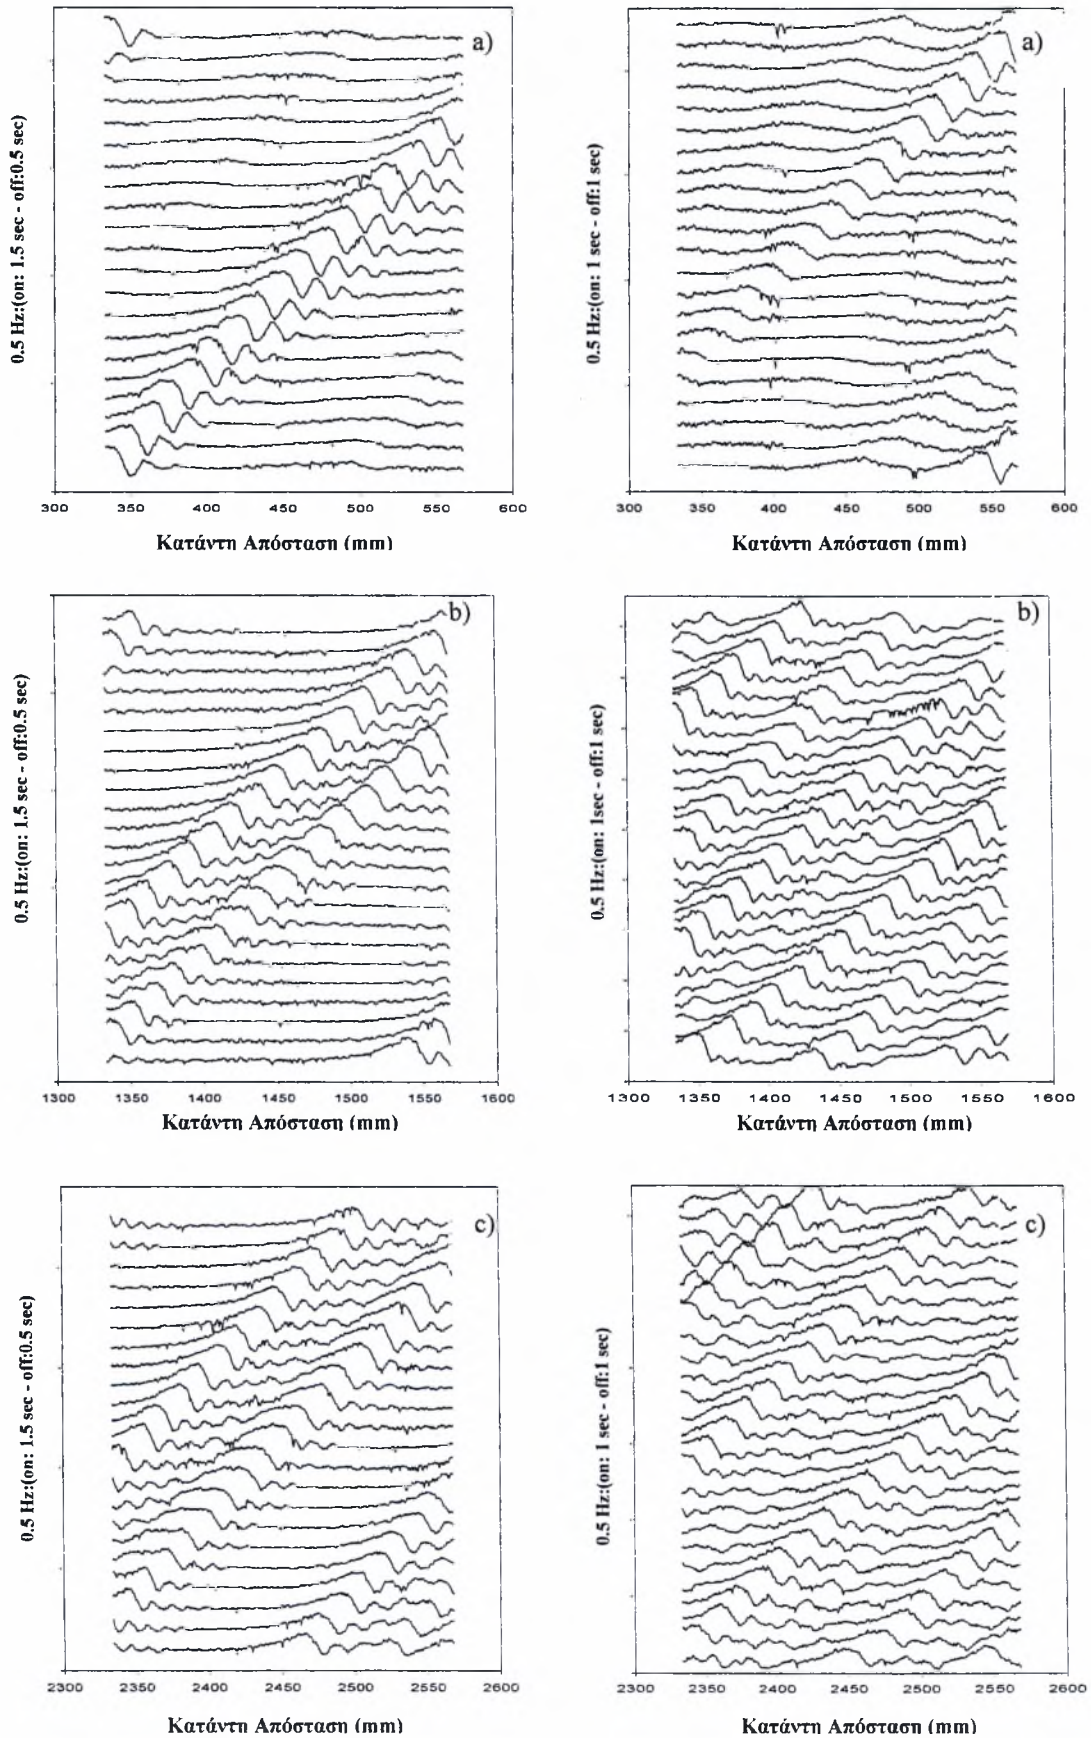 a)
0.5 Hz:(on: 1.5 sec - off:0.5 sec)
300 350 400 450 500 550 600
Κατάντη Απόσταση (mm)
a)
0.5 Hz:(on: 1 sec - off:1 sec)
300 400 500 600
Κατάντη Απόσταση (mm)
b)
0.5 Hz:(on: 1.5 sec - off:0.5 sec)
1300 1350 1400 1450 1500 1550 1600
Κατάντη Απόσταση (mm)
b)
0.5 Hz:(on: 1sec - off:1 sec)
1300 1350 1400 1450 1500 1550 1600
Κατάντη Απόσταση (mm)
c)
0.5 Hz:(on: 1.5 sec - off:0.5 sec)
2300 2350 2400 2450 2500 2550 2600
Κατάντη Απόσταση (mm)
c)
0.5 Hz:(on: 1 sec - off:1 sec)
2300 2350 2400 2450 2500 2550 2600
Κατάντη Απόσταση (mm)